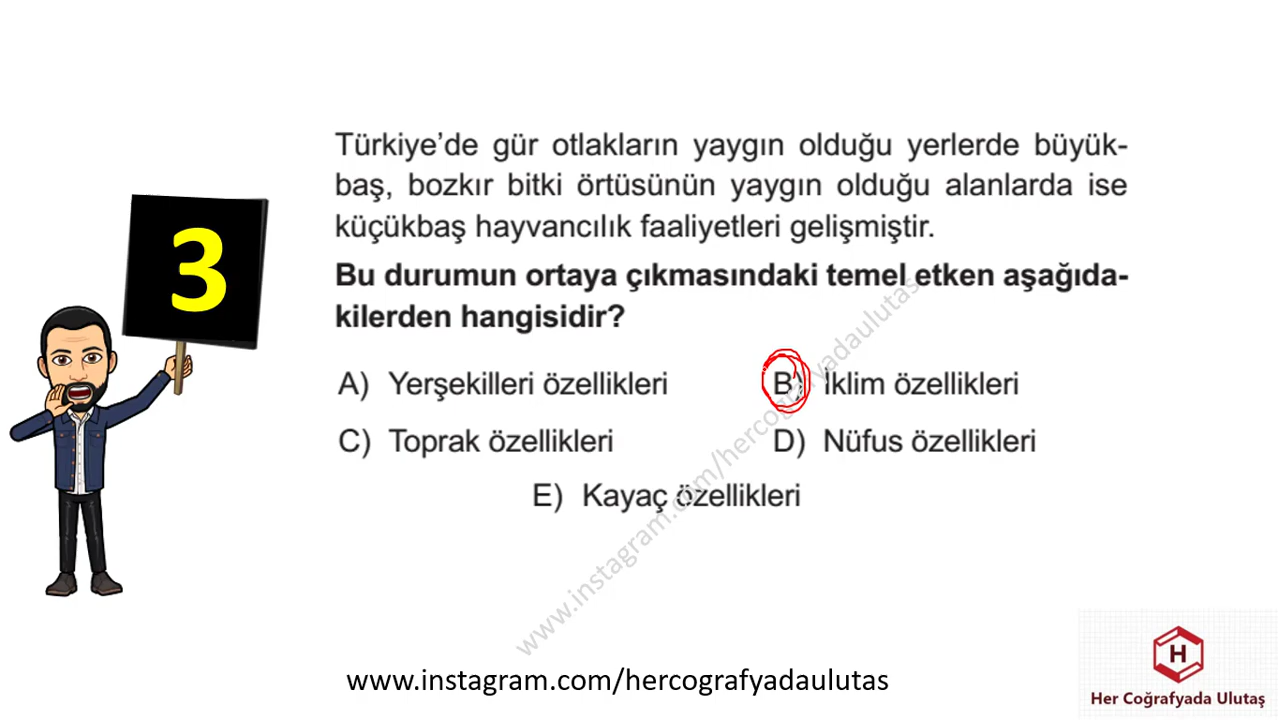 3
Türkiye’de gür otlakların yaygın olduğu yerlerde büyük-
baş, bozkır bitki örtüsünün yaygın olduğu alanlarda ise
küçükbaş hayvancılık faaliyetleri gelişmiştir.
Bu durumun ortaya çıkmasındaki temel etken aşağıda-
kilerden hangisidir?
A) Yerşekilleri özellikleri
B) İklim özellikleri
C) Toprak özellikleri
D) Nüfus özellikleri
E) Kayaç özellikleri
www.instagram.com/hercografyadaulutas
www.instagram.com/hercografyadaulutas
H
Her Coğrafyada Ulutaş